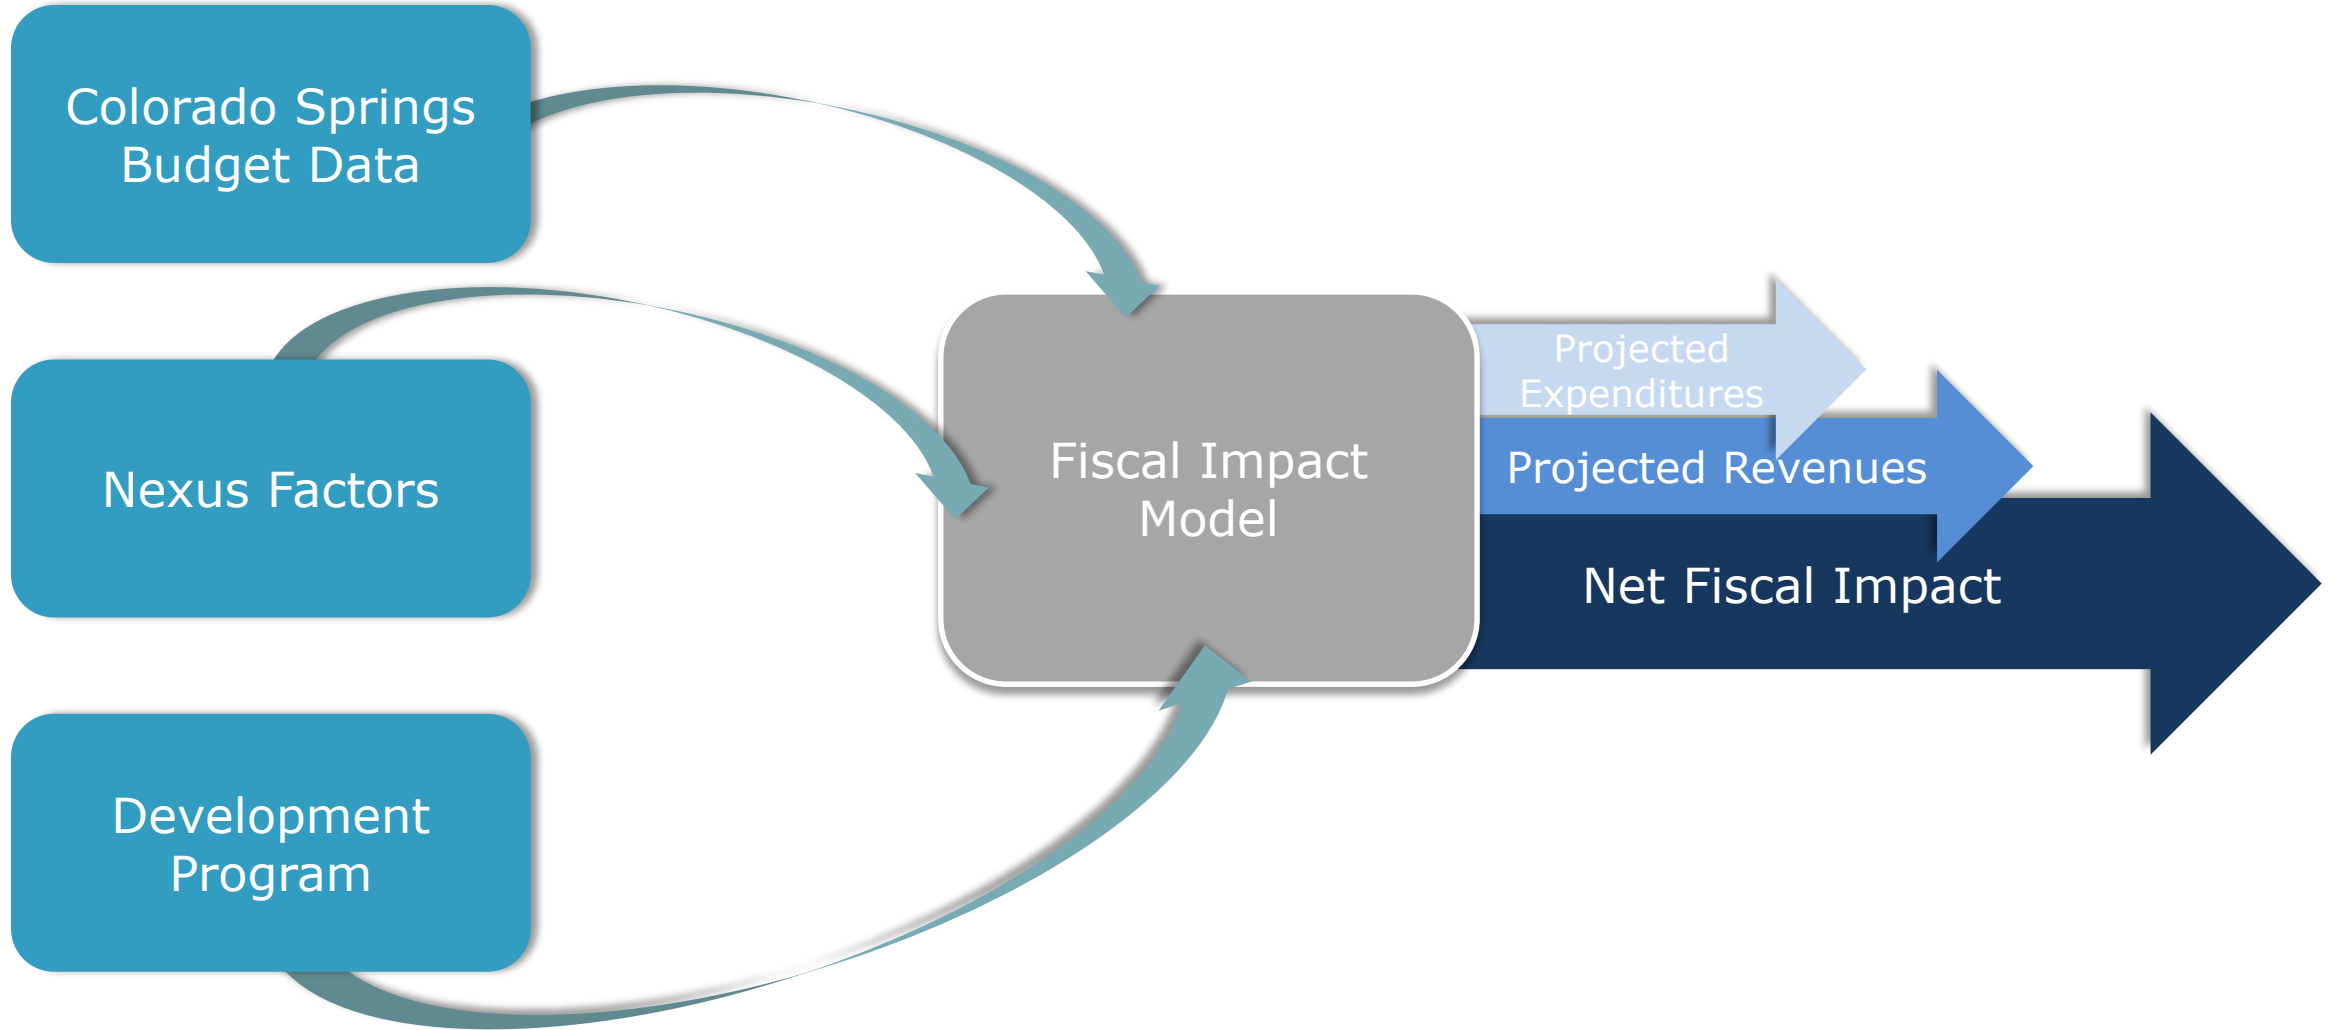 Colorado Springs
Budget Data
Nexus Factors
Development
Program
Fiscal Impact
Model
Projected
Expenditures
Projected Revenues
Net Fiscal Impact